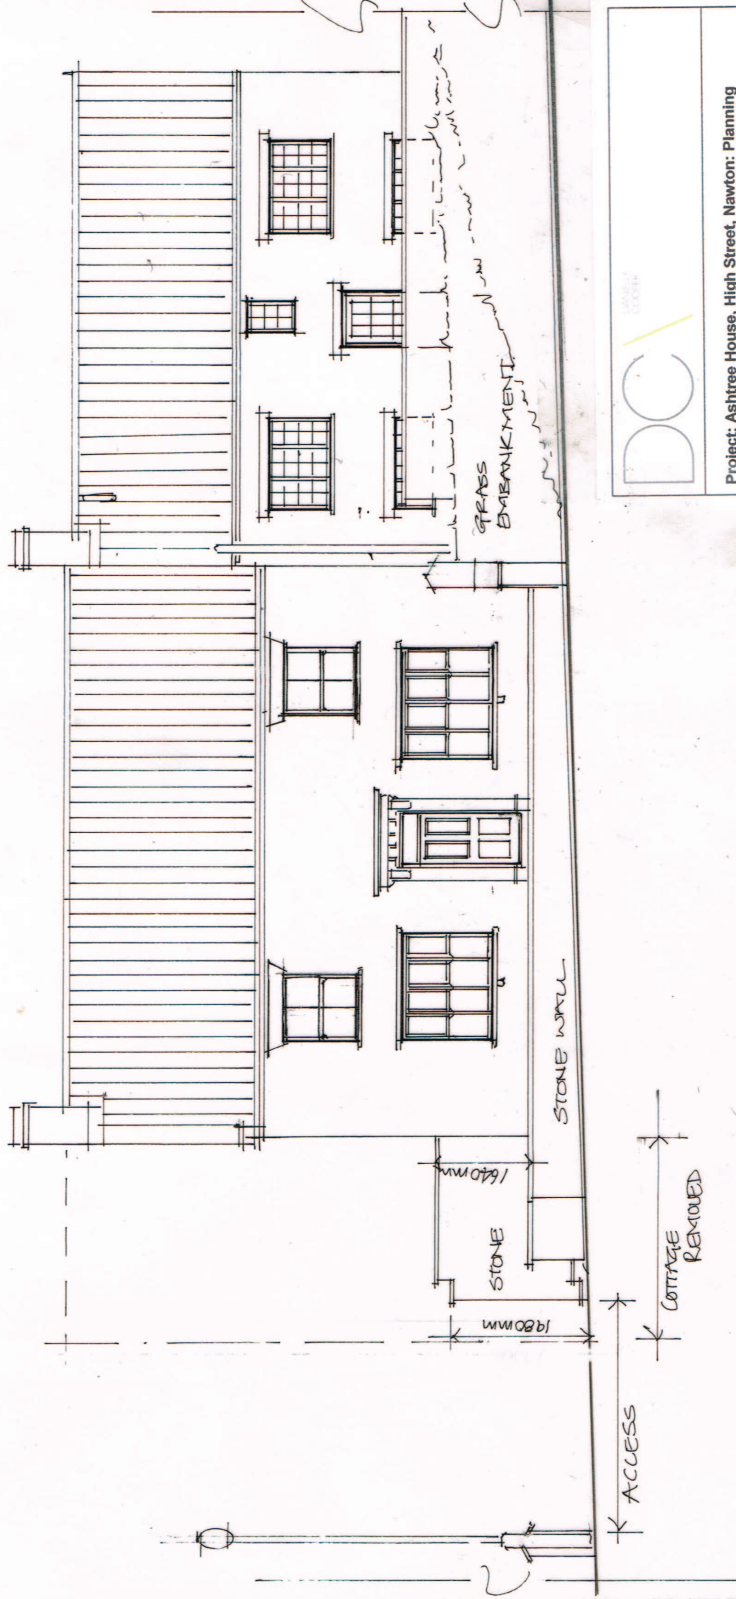 GRASS
EMBANKMENT
STONE WALL
1640mm
STONE
1980mm
COTTAGE
REMOVED
ACCESS
DC
Project: Ashtree House, High Street, Nawton: Planning